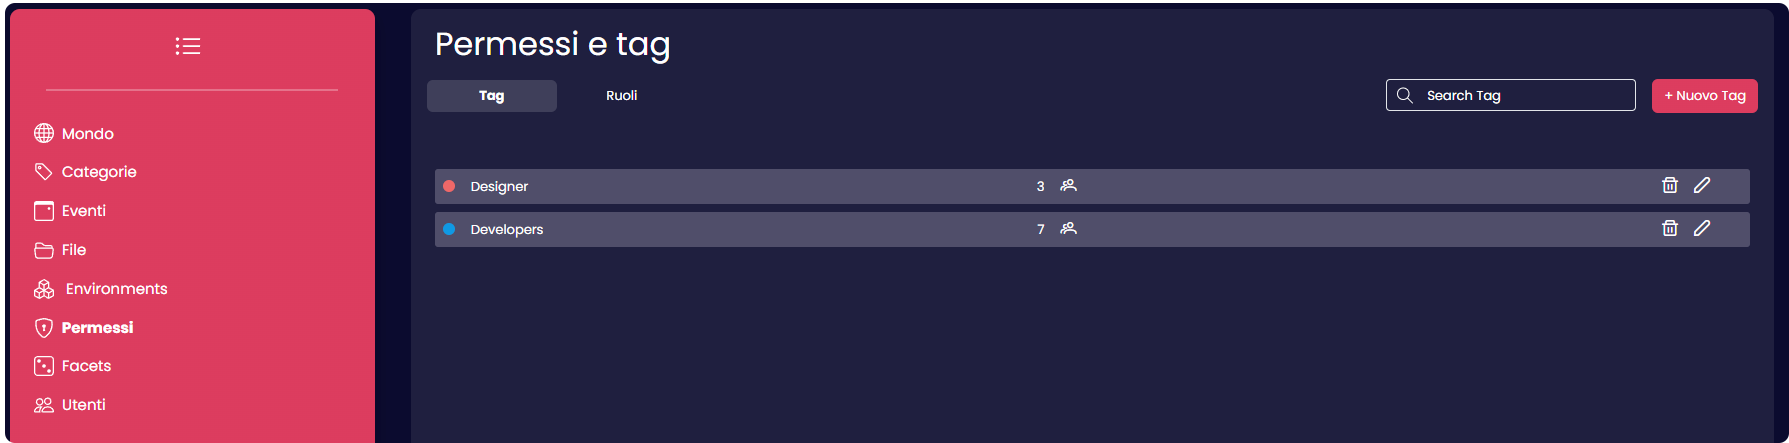 Mondo
Categorie
Eventi
File
Environments
Permessi
Facets
Utenti
Permessi e tag
Tag Ruoli Search Tag + Nuovo Tag
Designer 3
Developers 7